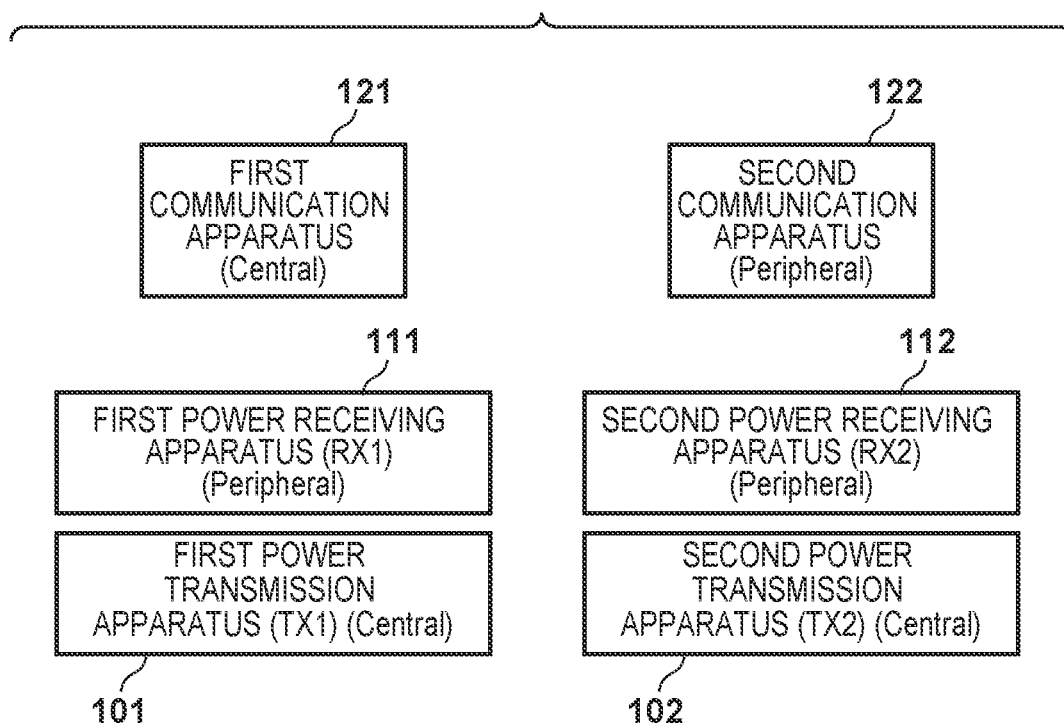 121
FIRST
COMMUNICATION
APPARATUS
(Central)
122
SECOND
COMMUNICATION
APPARATUS
(Peripheral)
111
FIRST POWER RECEIVING
APPARATUS (RX1)
(Peripheral)
112
SECOND POWER RECEIVING
APPARATUS (RX2)
(Peripheral)
FIRST POWER
TRANSMISSION
APPARATUS (TX1) (Central)
101
SECOND POWER
TRANSMISSION
APPARATUS (TX2) (Central)
102